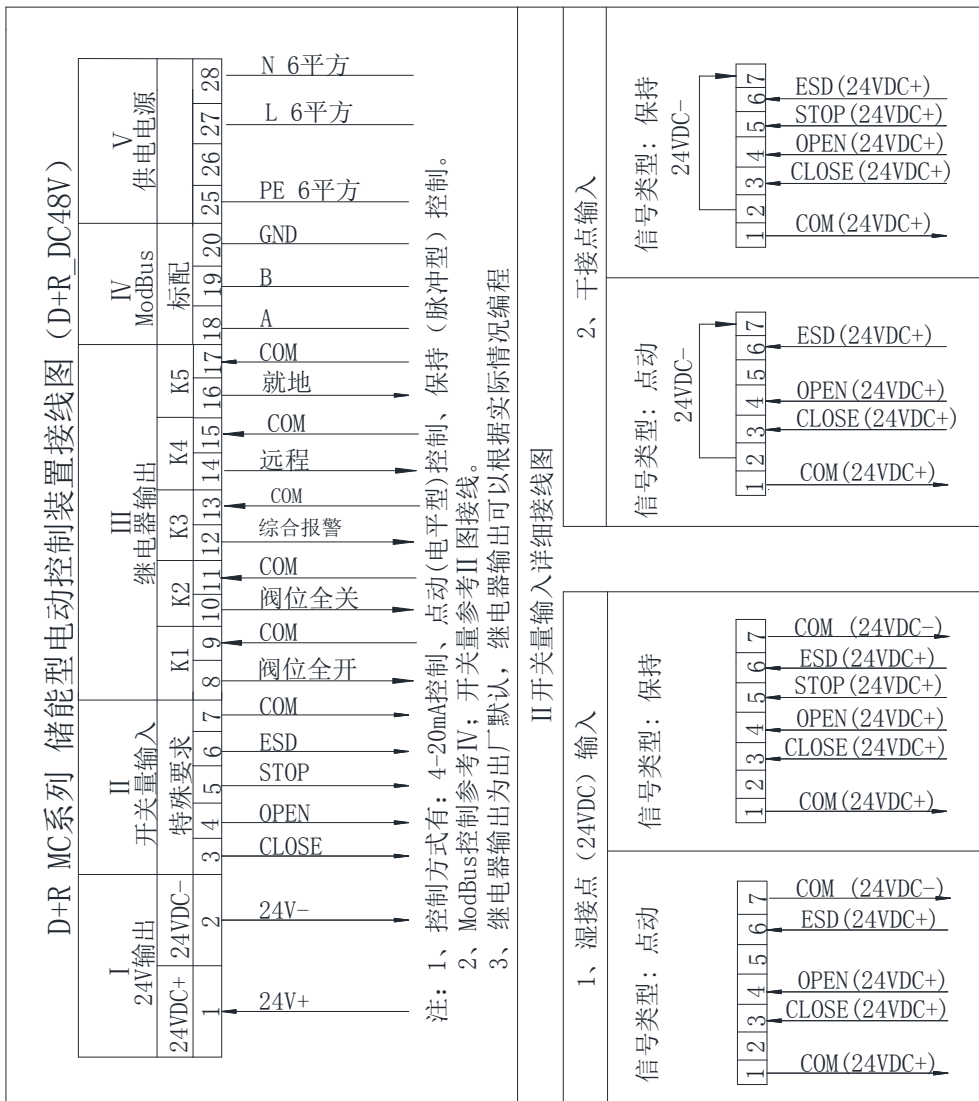 D+R MC系列 储能型电动控制装置接线图（D+R_DC48V）
I
24V输出
24VDC+
24VDC-
II
开关量输入
特殊要求
III
继电器输出
K1
K2
K3
K4
K5
IV
ModBus
标配
V
供电电源
1 2 3 4 5 6 7 8 9 10 11 12 13 14 15 16 17 18 19 20 25 26 27 28
24V+
24V-
CLOSE
OPEN
STOP
ESD
COM
阀位全开
COM
阀位全关
COM
综合报警
COM
远程
COM
就地
COM
A
B
GND
PE 6平方
L 6平方
N 6平方
注：1、控制方式有：4-20mA控制、点动(电平型)控制、保持（脉冲型）控制。
2、ModBus控制参考IV；开关量参考II 图接线。
3、继电器输出为出厂默认，继电器输出可以根据实际情况编程
II开关量输入详细接线图
1、湿接点（24VDC）输入
信号类型：点动
1 2 3 4 5 6 7
COM(24VDC+)
CLOSE(24VDC+)
OPEN(24VDC+)
ESD(24VDC+)
COM (24VDC-)
信号类型：保持
1 2 3 4 5 6 7
COM(24VDC+)
CLOSE(24VDC+)
OPEN(24VDC+)
STOP(24VDC+)
ESD(24VDC+)
COM (24VDC-)
2、干接点输入
信号类型：点动
24VDC-
1 2 3 4 5 6 7
COM(24VDC+)
CLOSE(24VDC+)
OPEN(24VDC+)
ESD(24VDC+)
信号类型：保持
24VDC-
1 2 3 4 5 6 7
COM(24VDC+)
CLOSE(24VDC+)
OPEN(24VDC+)
STOP(24VDC+)
ESD(24VDC+)